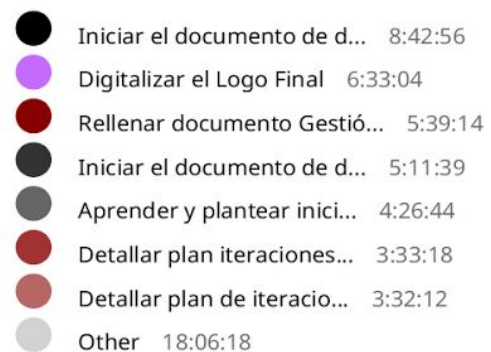 Iniciar el documento de d... 8:42:56
Digitalizar el Logo Final 6:33:04
Rellenar documento Gestió... 5:39:14
Iniciar el documento de d... 5:11:39
Aprender y plantear inici... 4:26:44
Detallar plan iteraciones... 3:33:18
Detallar plan de iteracio... 3:32:12
Other 18:06:18